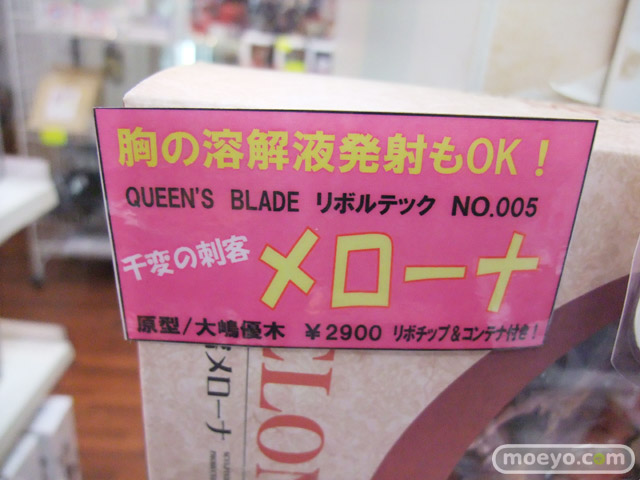 胸の溶解液発射もOK!
QUEEN'S BLADE リボルテック NO.005
千変の刺客
メローナ
原型/大嶋優木 ¥2900 リボチップ&コンテナ付き!
メローナ
ELON
moeyo.com